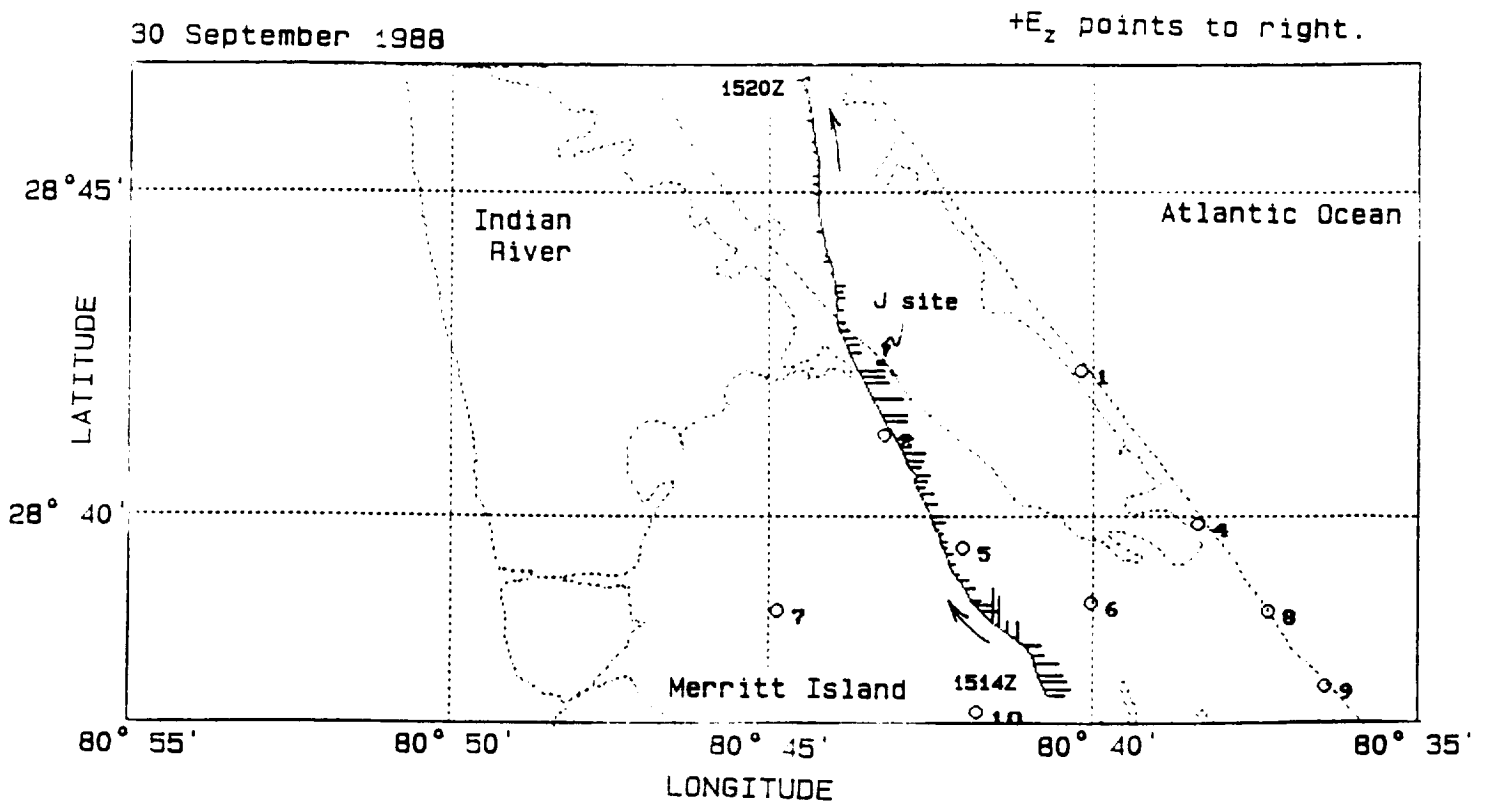 30 September 1988
+Ez points to right.
1520Z
28°45'
Indian
River
Atlantic Ocean
J site
LATITUDE
1
28° 40'
4
5
7
6
8
Merritt Island
1514Z
9
10
80° 55'
80° 50'
80° 45'
80° 40'
80° 35'
LONGITUDE